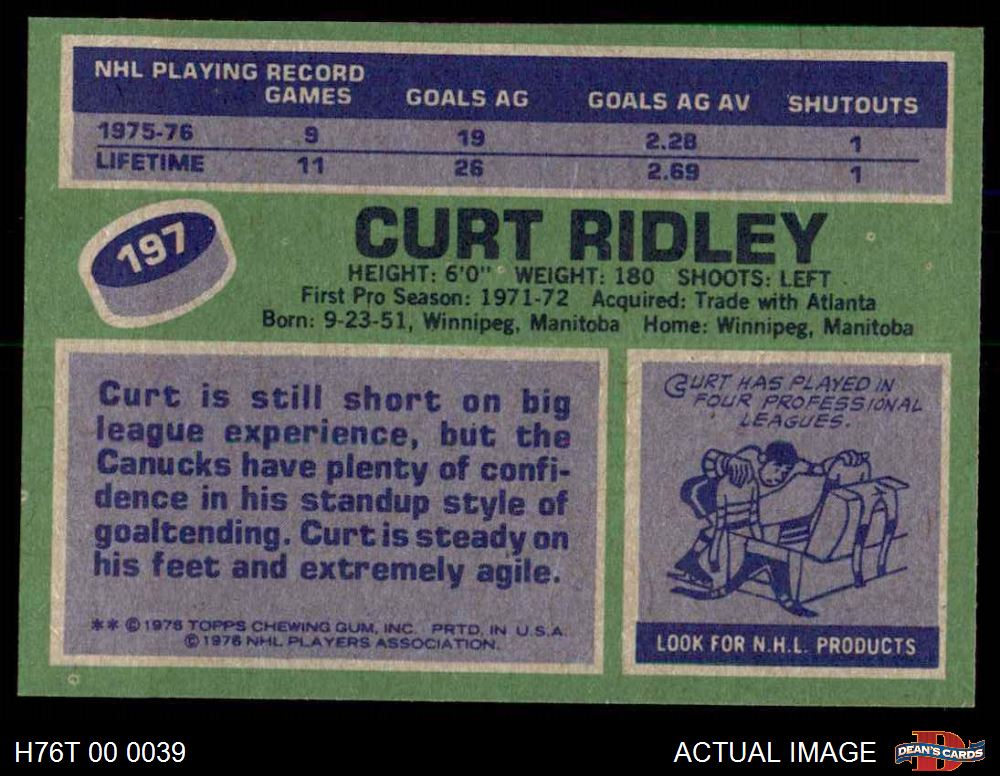 NHL PLAYING RECORD
GAMES GOALS AG GOALS AG AV SHUTOUTS
1975-76 9 19 2.28 1
LIFETIME 11 26 2.69 1
197
CURT RIDLEY
HEIGHT: 6'0" WEIGHT: 180 SHOOTS: LEFT
First Pro Season: 1971-72 Acquired: Trade with Atlanta
Born: 9-23-51, Winnipeg, Manitoba Home: Winnipeg, Manitoba
Curt is still short on big
league experience, but the
Canucks have plenty of confi-
dence in his standup style of
goaltending. Curt is steady on
his feet and extremely agile.
** © 1976 TOPPS CHEWING GUM, INC. PRTD. IN U.S.A.
© 1976 NHL PLAYERS ASSOCIATION.
CURT HAS PLAYED IN
FOUR PROFESSIONAL
LEAGUES.
LOOK FOR N.H.L. PRODUCTS
H76T 00 0039
ACTUAL IMAGE
D
DEAN'S CARDS